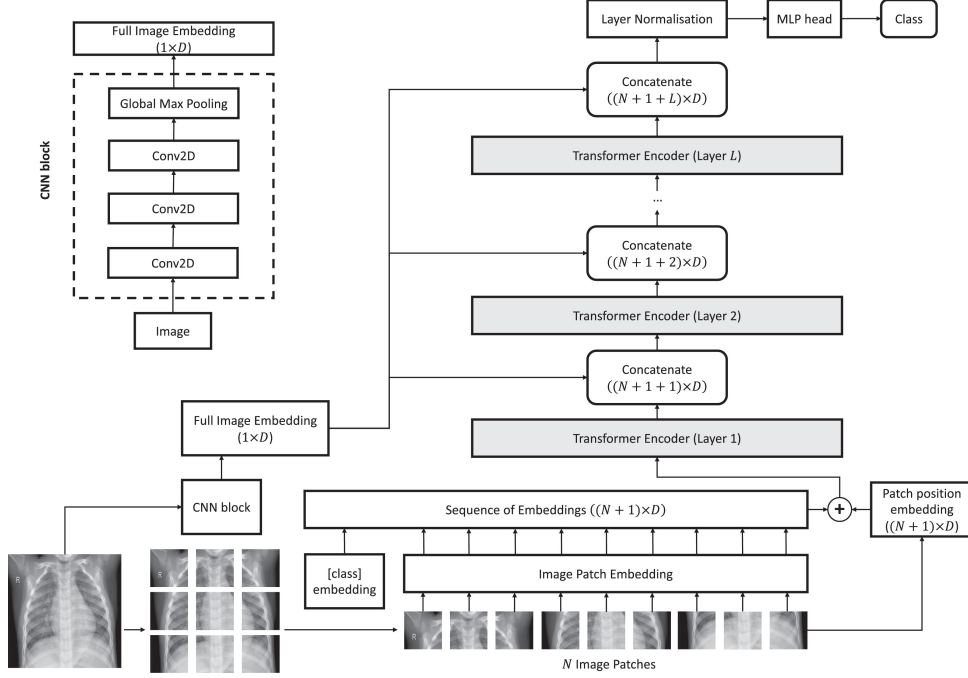 Full Image Embedding
(1×D)
Global Max Pooling
Conv2D
Conv2D
Conv2D
CNN block
Image
Layer Normalisation
MLP head
Class
Concatenate
((N + 1 + L)×D)
Transformer Encoder (Layer L)
...
Concatenate
((N + 1 + 2)×D)
Transformer Encoder (Layer 2)
Concatenate
((N + 1 + 1)×D)
Transformer Encoder (Layer 1)
Full Image Embedding
(1×D)
CNN block
Sequence of Embeddings ((N + 1)×D)
+
Patch position
embedding
((N + 1)×D)
[class]
embedding
Image Patch Embedding
R
R
R
N Image Patches